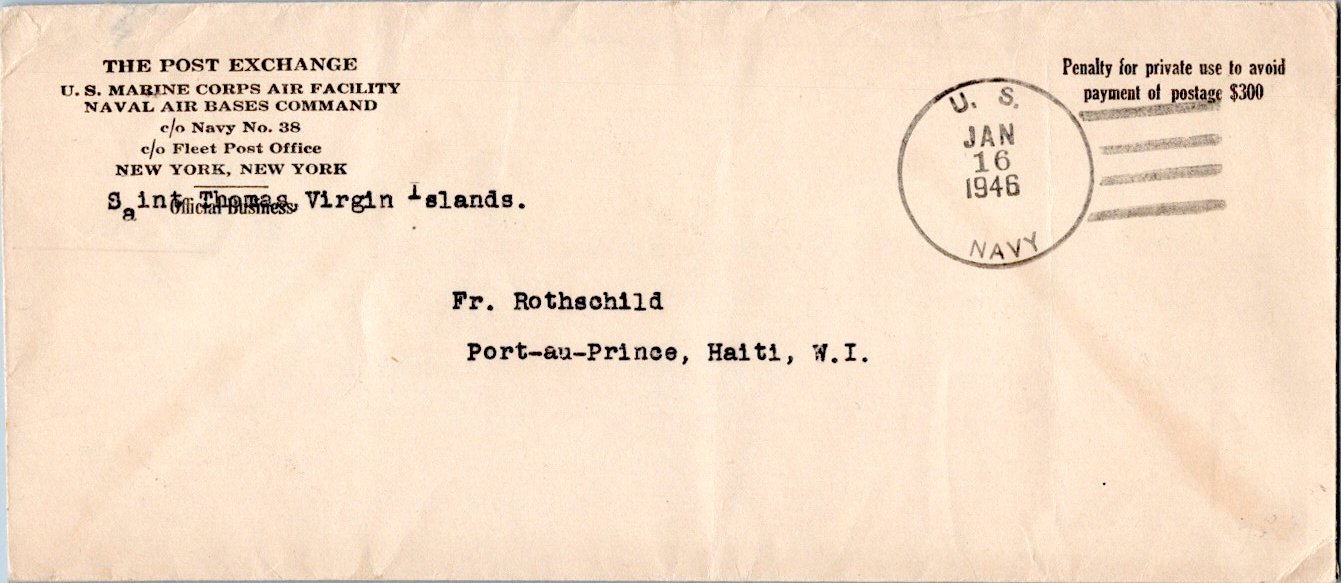 THE POST EXCHANGE
U. S. MARINE CORPS AIR FACILITY
NAVAL AIR BASES COMMAND
c/o Navy No. 38
c/o Fleet Post Office
NEW YORK, NEW YORK
Saint Thomas, Virgin Islands.
Official Business
Penalty for private use to avoid
payment of postage $300
U. S.
JAN
16
1946
NAVY
Fr. Rothschild
Port-au-Prince, Haiti, W.I.